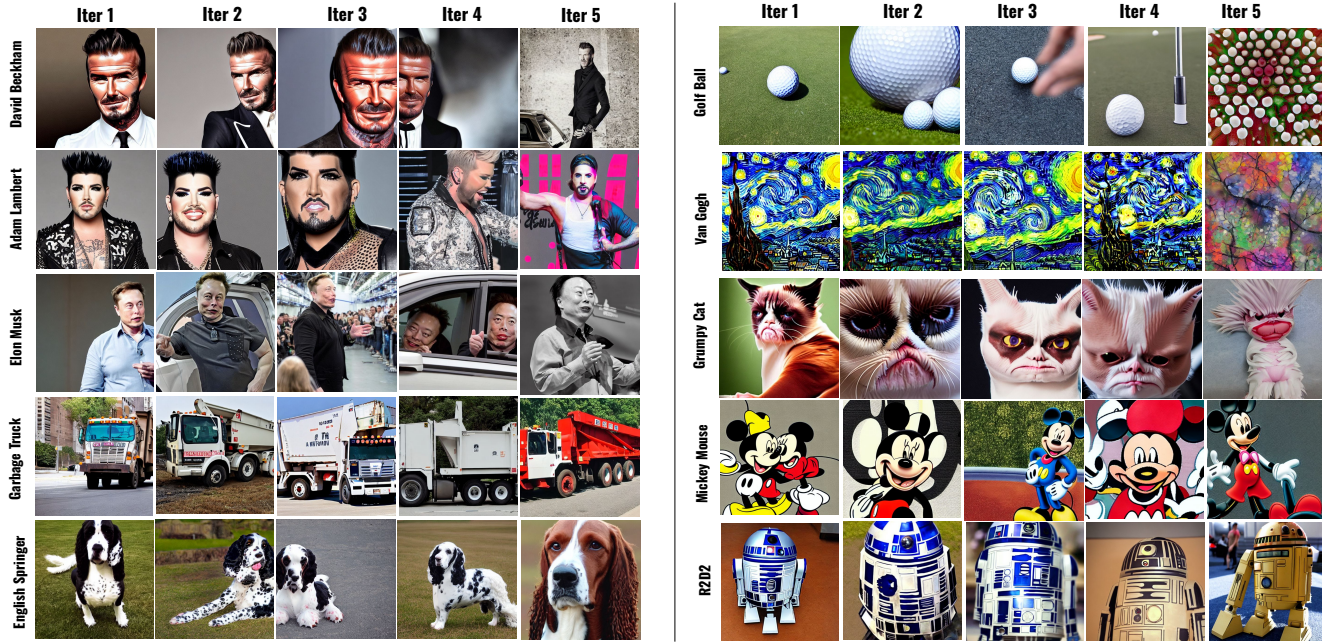 Iter 1 Iter 2 Iter 3 Iter 4 Iter 5
David Beckham
Adam Lambert
Elon Musk
Garbage Truck
English Springer
Iter 1 Iter 2 Iter 3 Iter 4 Iter 5
Golf Ball
Van Gogh
Grumpy Cat
Mickey Mouse
R2D2